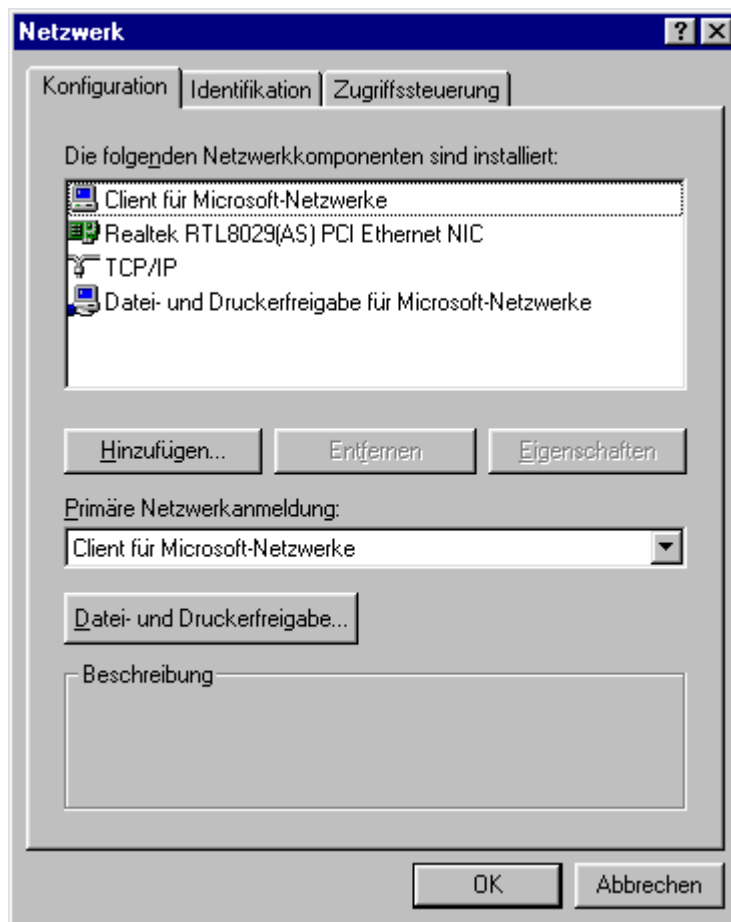 Netzwerk
Konfiguration Identifikation Zugriffssteuerung
Die folgenden Netzwerkkomponenten sind installiert:
Client für Microsoft-Netzwerke
Realtek RTL8029(AS) PCI Ethernet NIC
TCP/IP
Datei- und Druckerfreigabe für Microsoft-Netzwerke
Hinzufügen... Entfernen Eigenschaften
Primäre Netzwerkanmeldung:
Client für Microsoft-Netzwerke
Datei- und Druckerfreigabe...
Beschreibung
OK Abbrechen